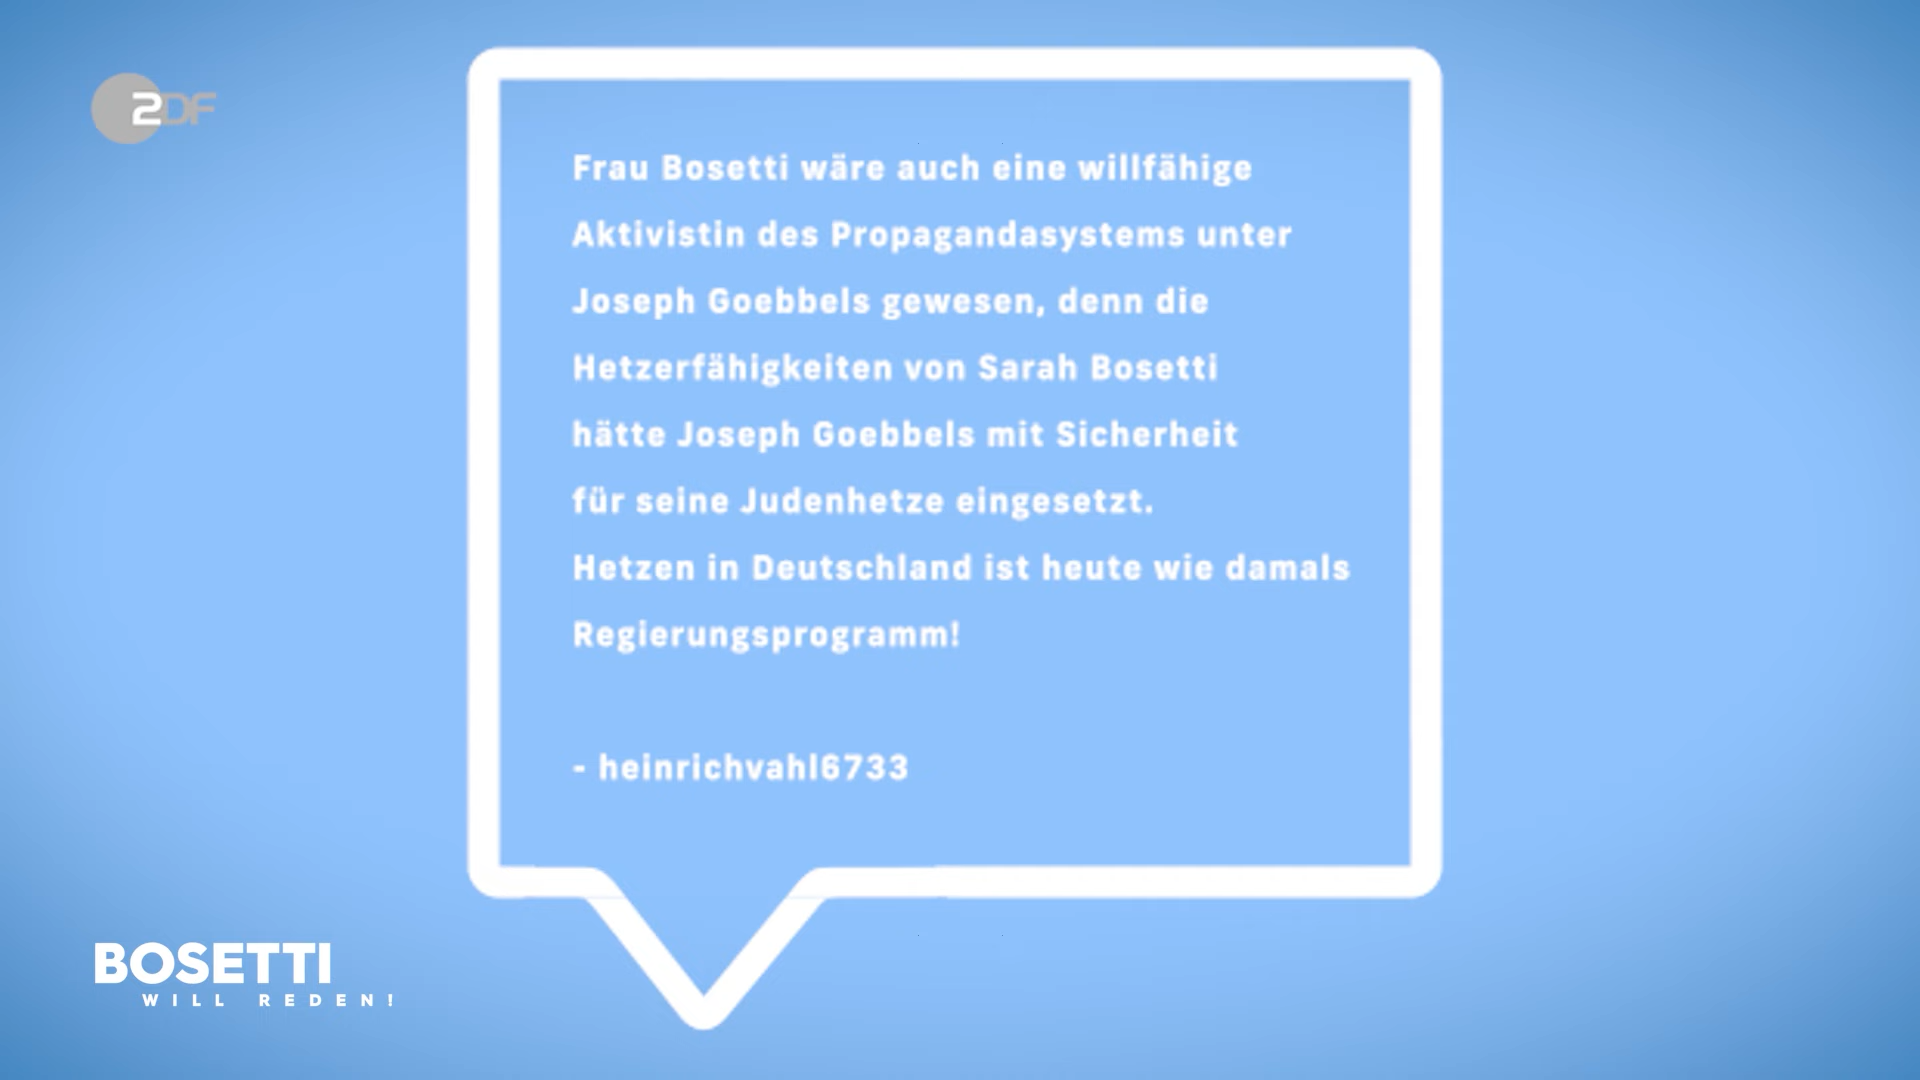 ZDF
Frau Bosetti wäre auch eine willfähige
Aktivistin des Propagandasystems unter
Joseph Goebbels gewesen, denn die
Hetzerfähigkeiten von Sarah Bosetti
hätte Joseph Goebbels mit Sicherheit
für seine Judenhetze eingesetzt.
Hetzen in Deutschland ist heute wie damals
Regierungsprogramm!
- heinrichvahl6733
BOSETTI
WILL REDEN!